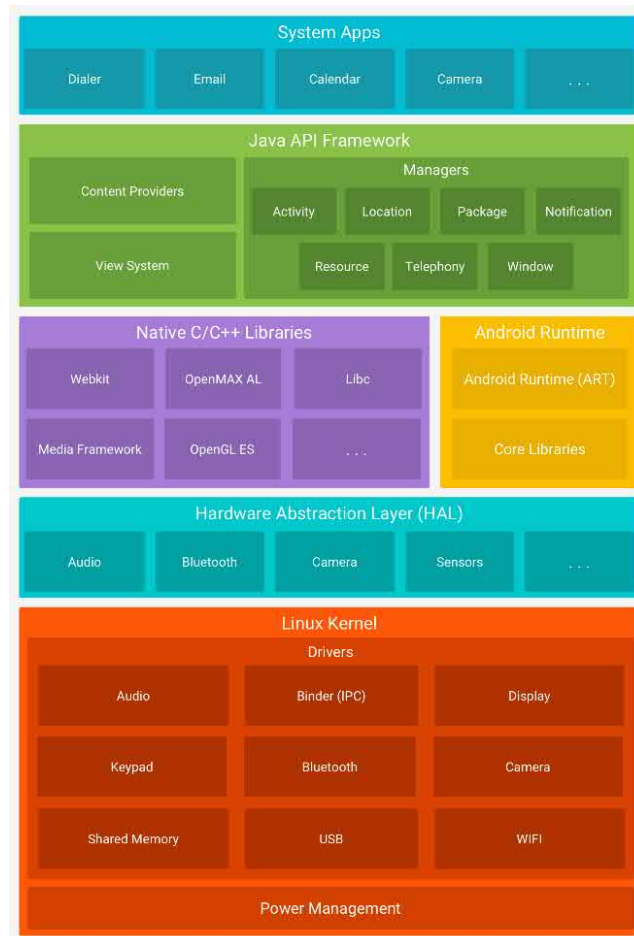 System Apps
Dialer
Email
Calendar
Camera
. . .
Java API Framework
Content Providers
View System
Managers
Activity
Location
Package
Notification
Resource
Telephony
Window
Native C/C++ Libraries
Webkit
OpenMAX AL
Libc
Media Framework
OpenGL ES
. . .
Android Runtime
Android Runtime (ART)
Core Libraries
Hardware Abstraction Layer (HAL)
Audio
Bluetooth
Camera
Sensors
. . .
Linux Kernel
Drivers
Audio
Binder (IPC)
Display
Keypad
Bluetooth
Camera
Shared Memory
USB
WIFI
Power Management